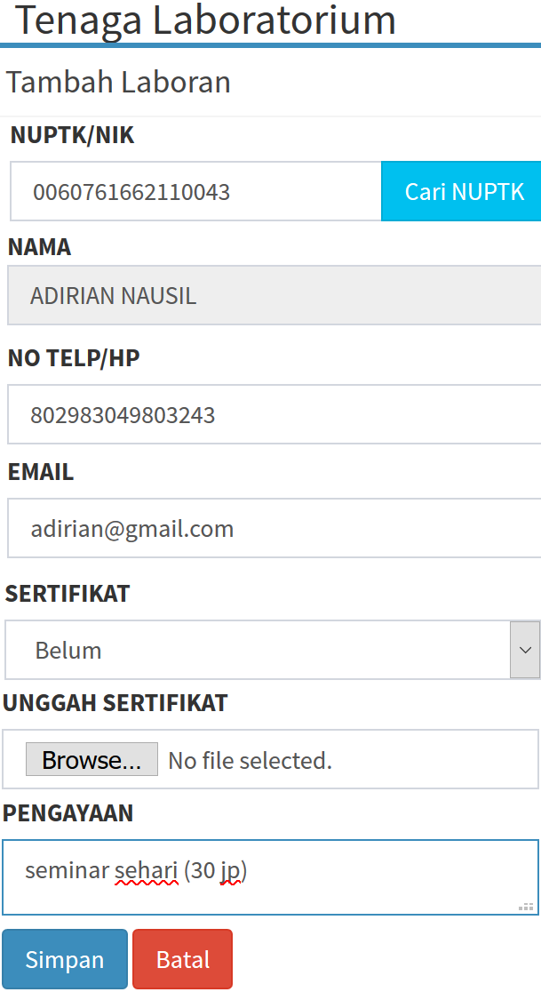 Tenaga Laboratorium
Tambah Laboran
NUPTK/NIK
0060761662110043 Cari NUPTK
NAMA
ADIRIAN NAUSIL
NO TELP/HP
802983049803243
EMAIL
adirian@gmail.com
SERTIFIKAT
Belum
UNGGAH SERTIFIKAT
Browse... No file selected.
PENGAYAAN
seminar sehari (30 jp)
Simpan Batal